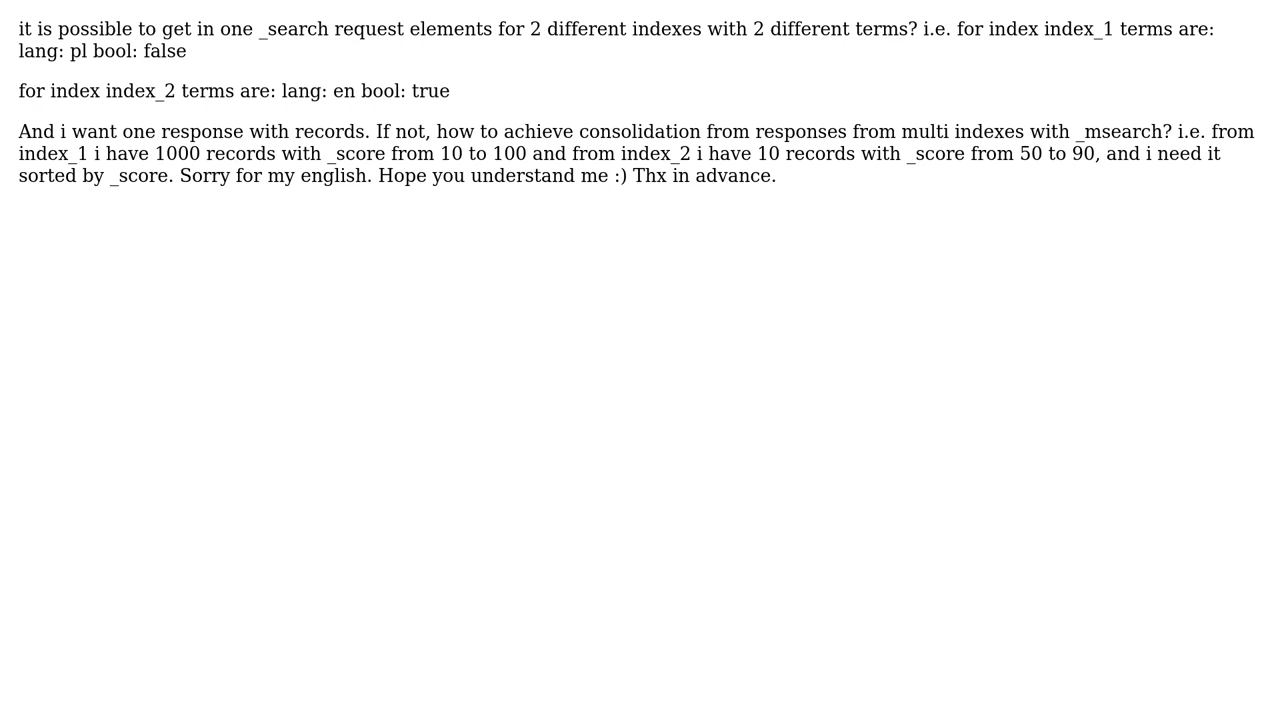 it is possible to get in one _search request elements for 2 different indexes with 2 different terms? i.e. for index index_1 terms are:
lang: pl bool: false
for index index_2 terms are: lang: en bool: true
And i want one response with records. If not, how to achieve consolidation from responses from multi indexes with _msearch? i.e. from
index_1 i have 1000 records with _score from 10 to 100 and from index_2 i have 10 records with _score from 50 to 90, and i need it
sorted by _score. Sorry for my english. Hope you understand me :) Thx in advance.